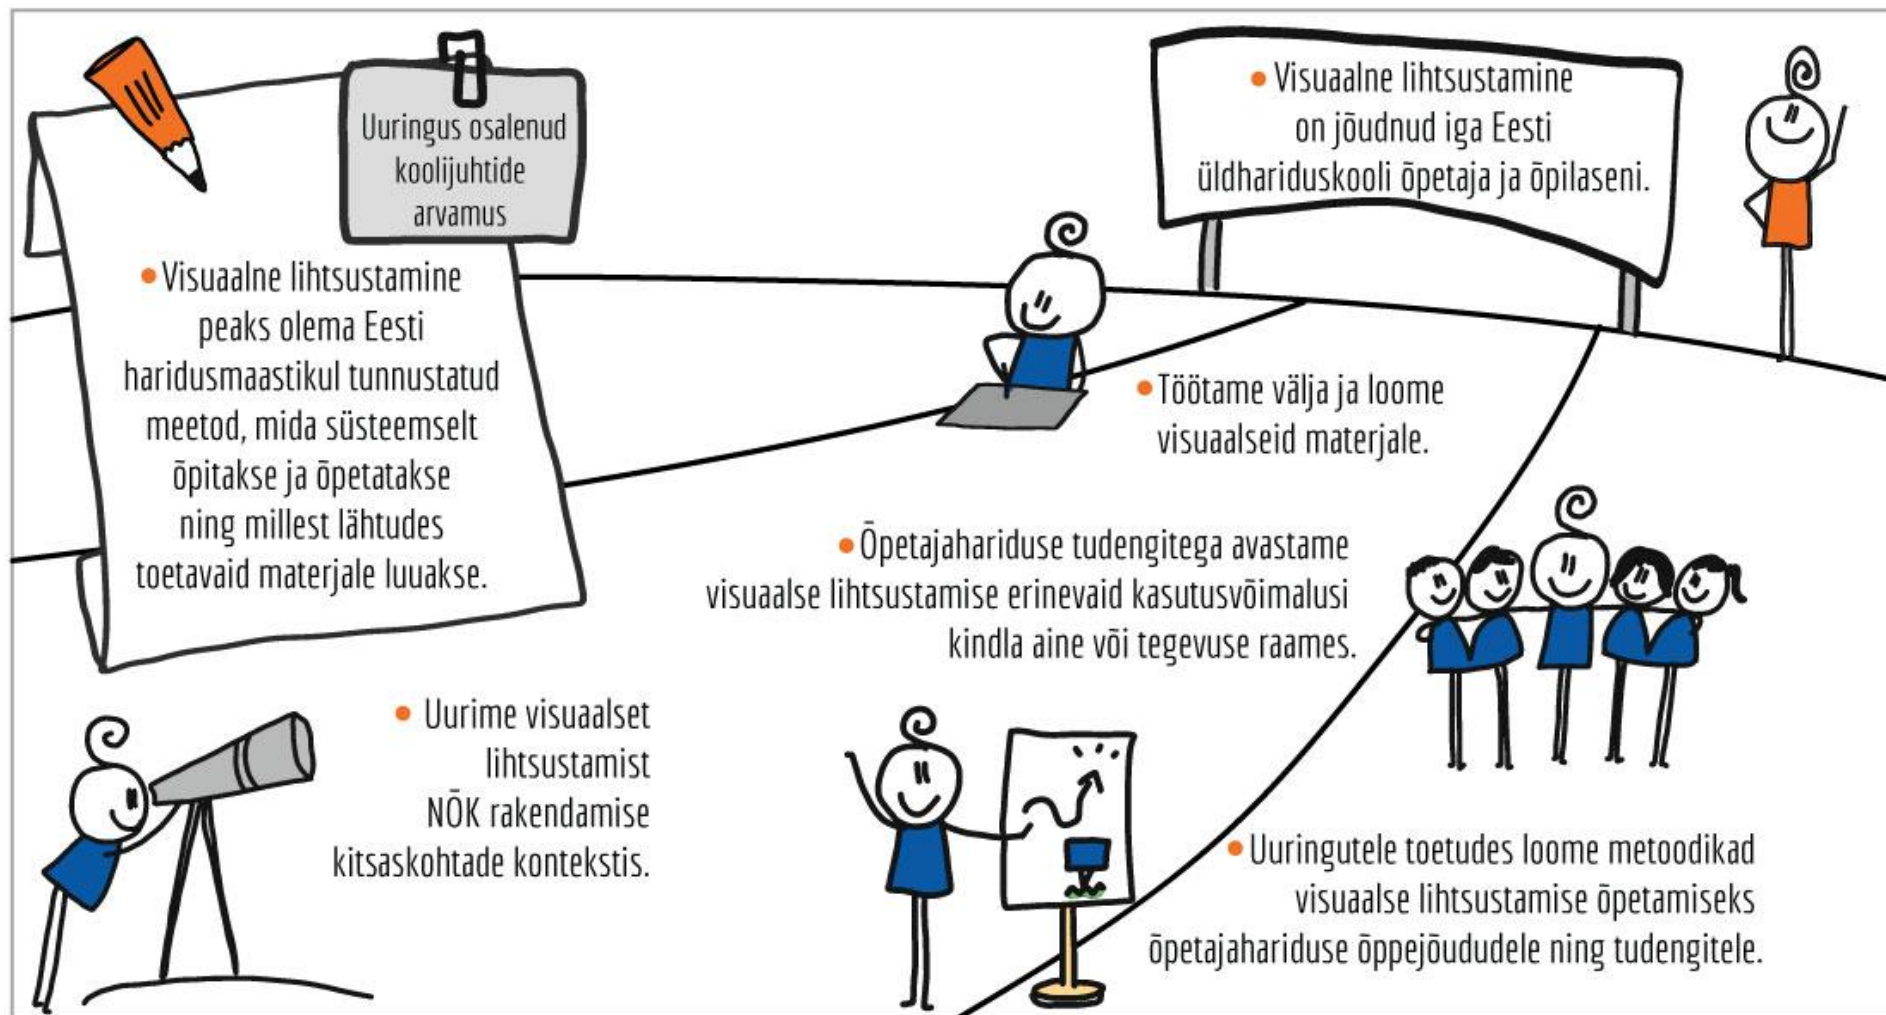 Uuringus osalenud
koolijuhtide
arvamus
Visuaalne lihtsustamine
peaks olema Eesti
haridusmaastikul tunnustatud
meetod, mida süsteemselt
õpitakse ja õpetatakse
ning millest lähtudes
toetavaid materjale luuakse.
Visuaalne lihtsustamine
on jõudnud iga Eesti
üldhariduskooli õpetaja ja õpilaseni.
Töötame välja ja loome
visuaalseid materjale.
Õpetajahariduse tudengitega avastame
visuaalse lihtsustamise erinevaid kasutusvõimalusi
kindla aine või tegevuse raames.
Uurime visuaalset
lihtsustamist
NÕK rakendamise
kitsaskohtade kontekstis.
Uuringutele toetudes loome metoodikad
visuaalse lihtsustamise õpetamiseks
õpetajahariduse õppejõududele ning tudengitele.